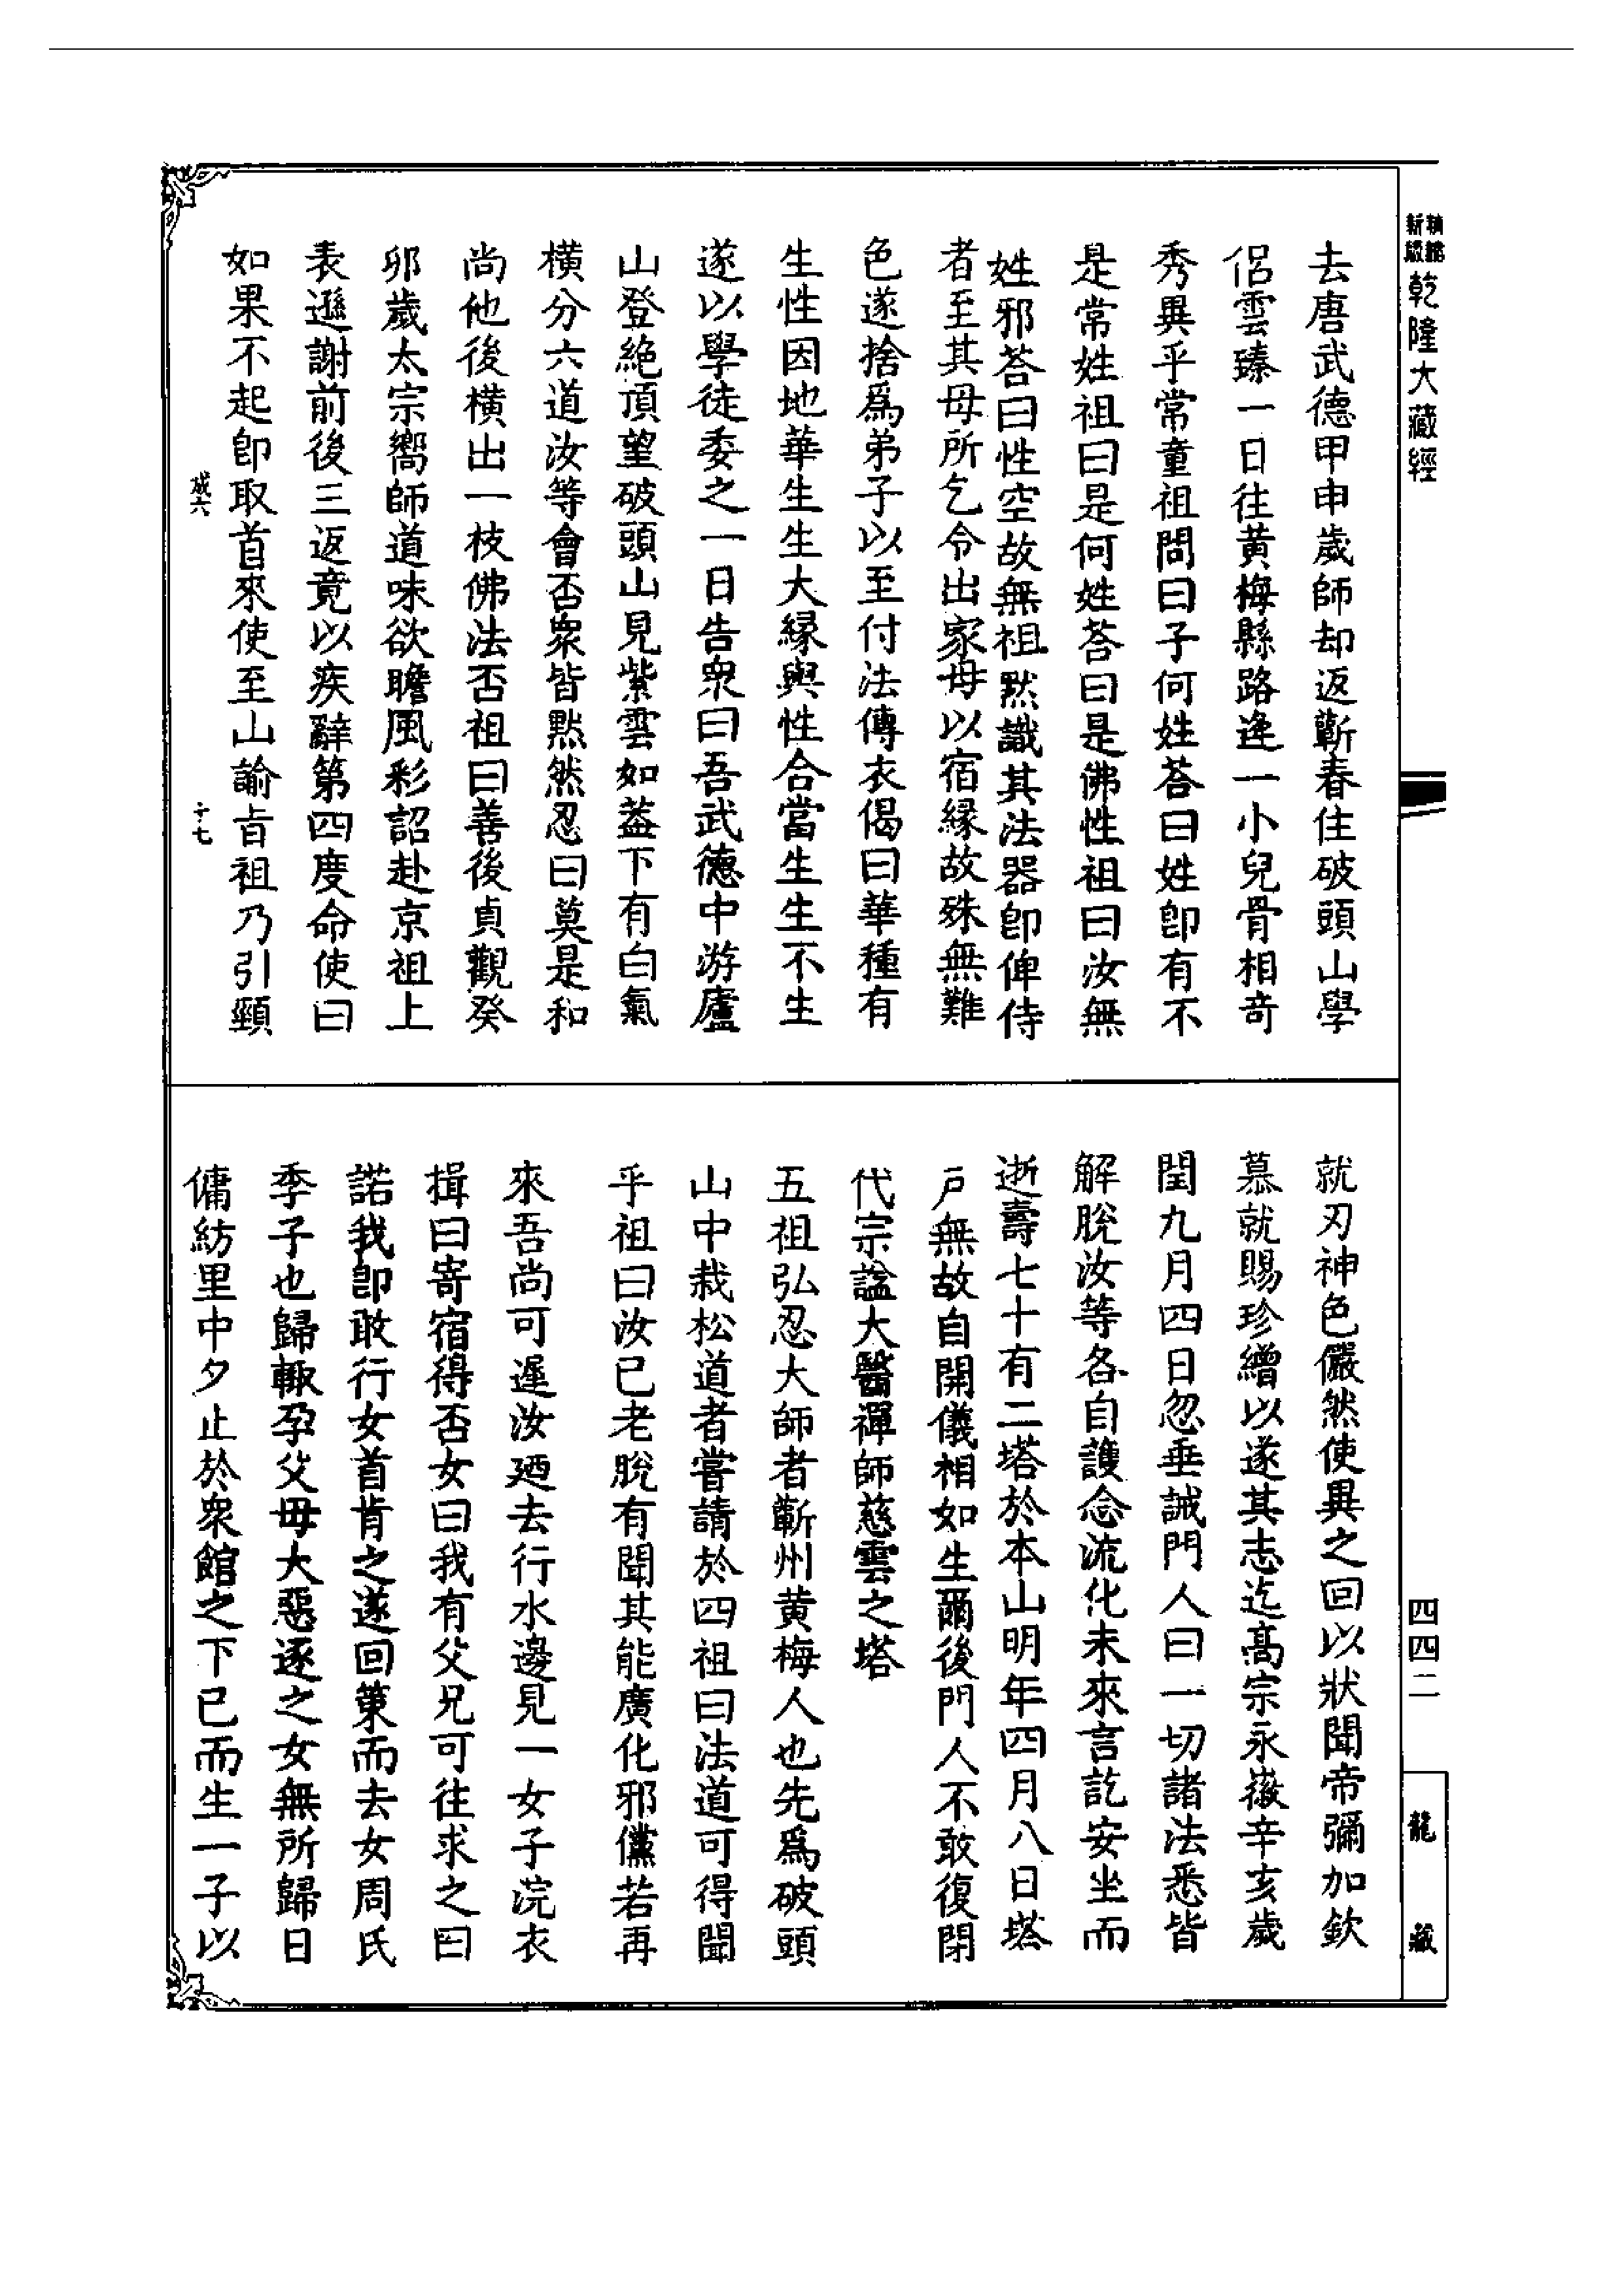 乾隆大藏經
去唐武德甲申歲師却返蘄春住破頭山學
侶雲臻一日往黃梅縣路逢一小兒骨相奇
秀異乎常童祖問曰子何姓荅曰姓卽有不
是常姓祖曰是何姓荅曰是佛性祖曰汝無
姓邪荅曰性空故無祖默識其法器卽俾侍
者至其母所乞令出家母以宿緣故殊無難
色遂捨爲弟子以至付法傳衣偈曰華種有
生性因地華生生大緣與性合當生生不生
遂以學徒委之一日告衆曰吾武德中游廬
山登絶頂望破頭山見紫雲如葢下有白氣
橫分六道汝等會否衆皆默然忍曰莫是和
尚他後橫出一枝佛法否祖曰善後貞觀癸
卯歲太宗嚮師道味欲瞻風彩詔赴京祖上
表遜謝前後三返竟以疾辭第四度命使曰
如果不起卽取首來使至山諭旨祖乃引頸
成六
十七
就刃神色儼然使異之回以狀聞帝彌加欽
慕就賜珍繒以遂其志迄高宗永徽辛亥歲
閏九月四日忽垂誡門人曰一切諸法悉皆
解脫汝等各自護念流化未來言訖安坐而
逝壽七十有二塔於本山明年四月八日塔
戶無故自開儀相如生爾後門人不敢復閉
代宗諡大醫禪師慈雲之塔
五祖弘忍大師者蘄州黃梅人也先爲破頭
山中栽松道者嘗請於四祖曰法道可得聞
乎祖曰汝已老脫有聞其能廣化邪儻若再
來吾尚可遲汝廼去行水邊見一女子浣衣
揖曰寄宿得否女曰我有父兄可往求之曰
諾我卽敢行女首肯之遂回策而去女周氏
季子也歸輙孕父母大惡逐之女無所歸日
傭紡里中夕止於衆館之下已而生一子以
四四二
龍藏